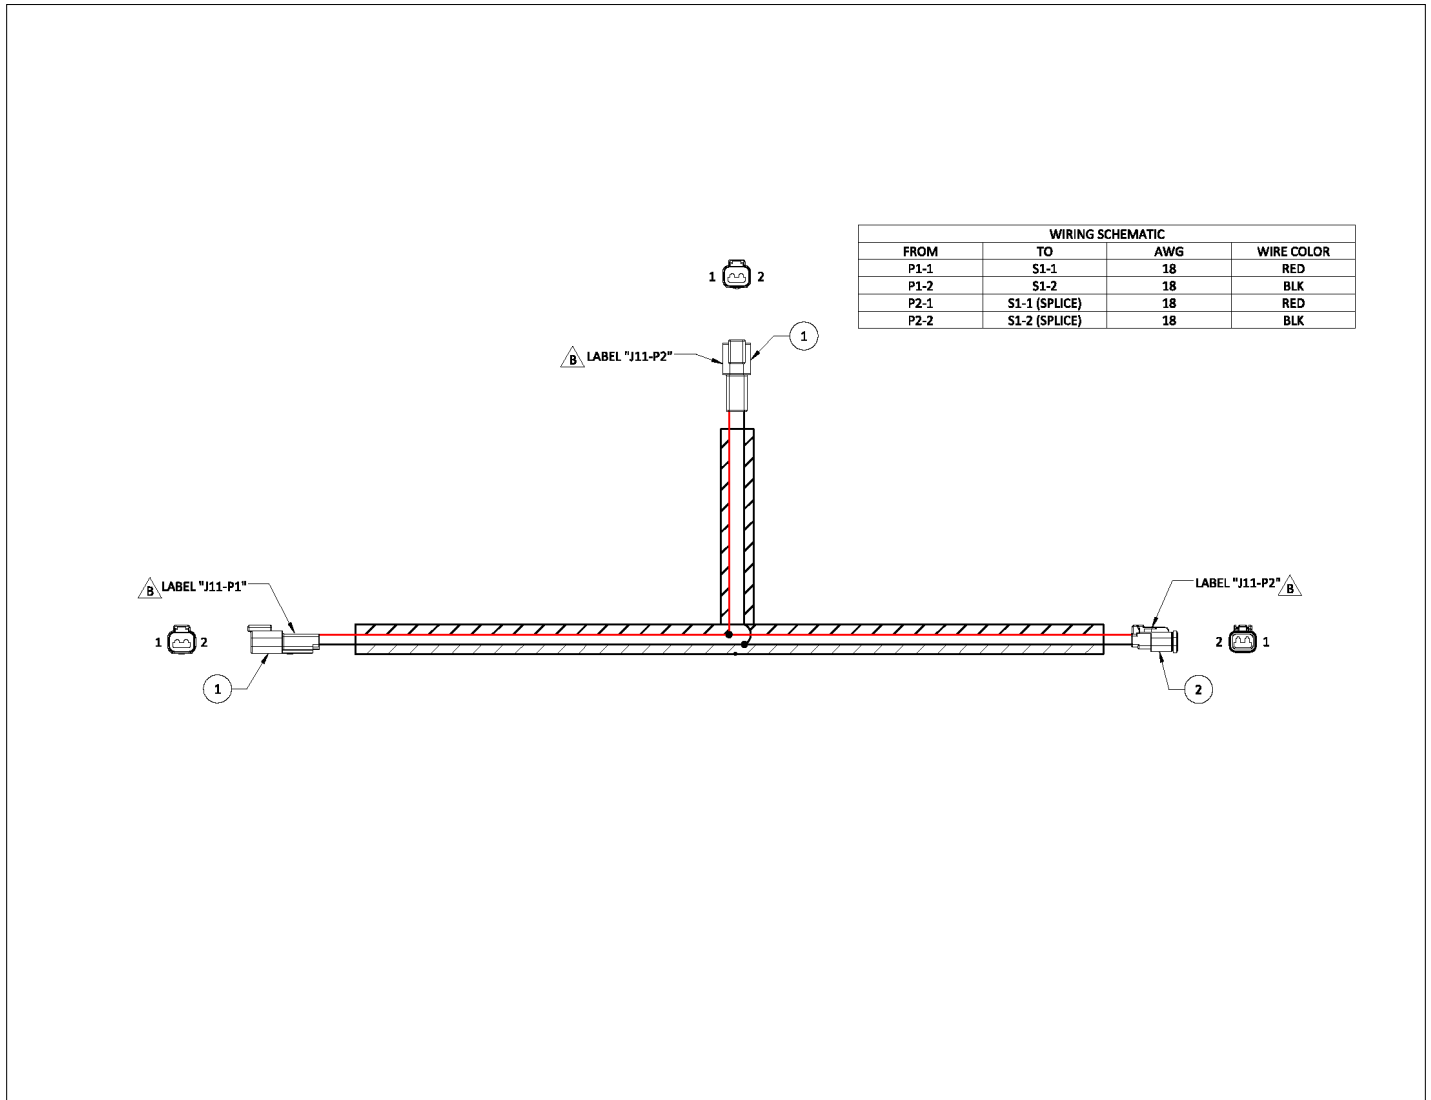 WIRING SCHEMATIC
FROM TO AWG WIRE COLOR
P1-1 S1-1 18 RED
P1-2 S1-2 18 BLK
P2-1 S1-1 (SPLICE) 18 RED
P2-2 S1-2 (SPLICE) 18 BLK
1 2
1
B LABEL "J11-P2"
B LABEL "J11-P1"
LABEL "J11-P2" B
1 2
2 1
1
2